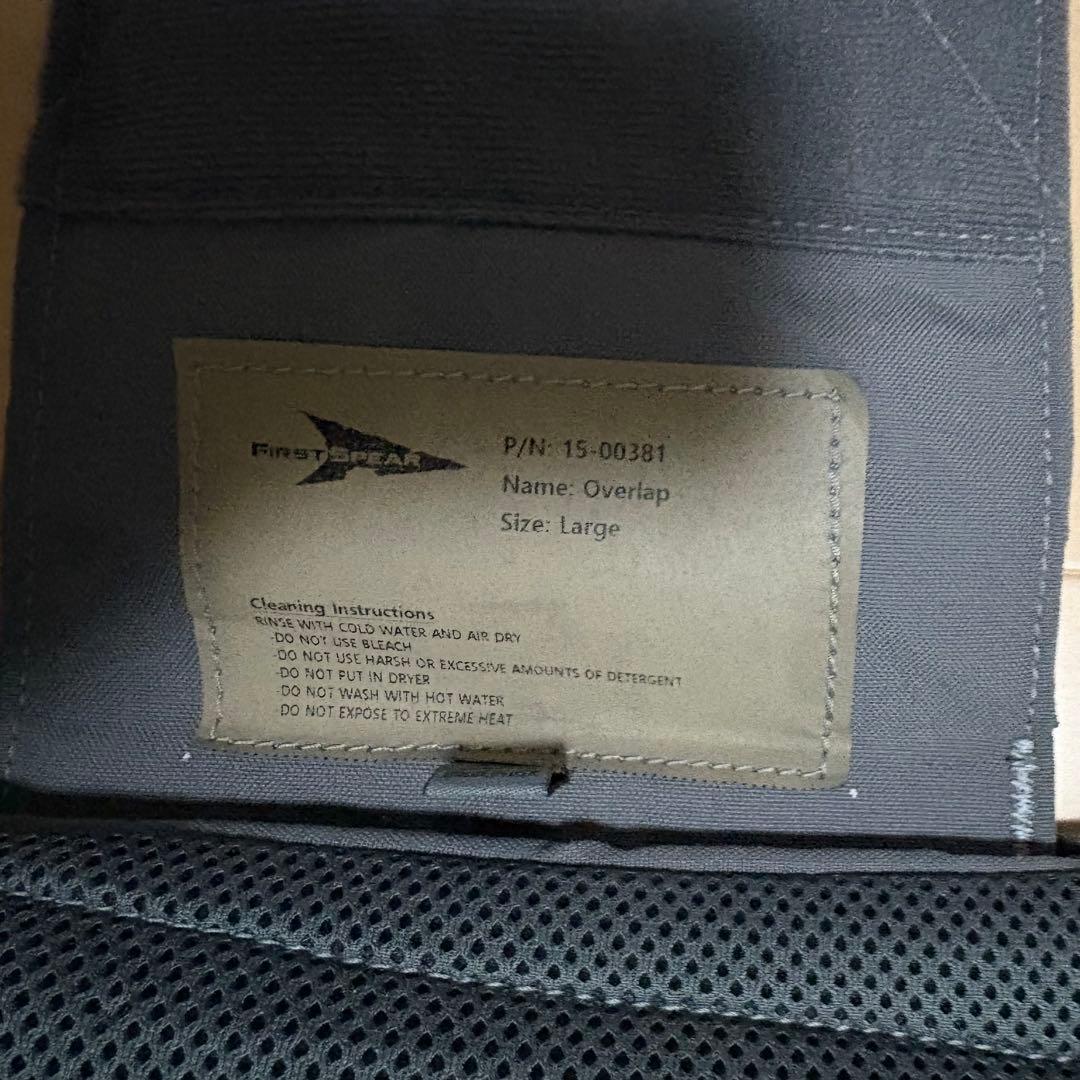 FIRST SPEAR
P/N: 15-00381
Name: Overlap
Size: Large
Cleaning Instructions
RINSE WITH COLD WATER AND AIR DRY
-DO NOT USE BLEACH
-DO NOT USE HARSH OR EXCESSIVE AMOUNTS OF DETERGENT
-DO NOT PUT IN DRYER
-DO NOT WASH WITH HOT WATER
-DO NOT EXPOSE TO EXTREME HEAT